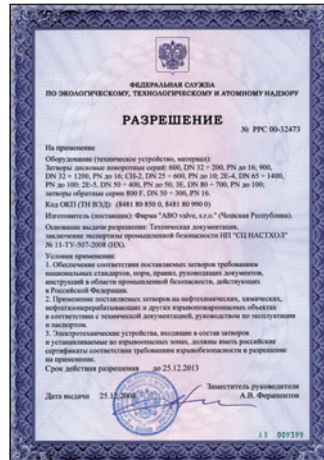 ФЕДЕРАЛЬНАЯ СЛУЖБА
ПО ЭКОЛОГИЧЕСКОМУ, ТЕХНОЛОГИЧЕСКОМУ И АТОМНОМУ НАДЗОРУ
РАЗРЕШЕНИЕ
№ РРС 00-32473
На применение
Оборудование (техническое устройство, материал):
Затворы дисковые поворотные серий: 600, DN 32 ÷ 200, PN до 16; 900,
DN 32 ÷ 1200, PN до 16; СН-2, DN 25 ÷ 600, PN до 10; 2E-4, DN 65 ÷ 1400,
PN до 100; 2E-5, DN 50 ÷ 400, PN до 50, 3E, DN 80 ÷ 700, PN до 100,
затворы обратные серии 800 F, DN 50 ÷ 300, PN 16.
Код ОКП (ТН ВЭД): (8481 80 850 0, 8481 80 990 0)
Изготовитель (поставщик): Фирма "ABO valve, s.r.o." (Чешская Республика).
Основание выдачи разрешения: Техническая документация,
заключение экспертизы промышленной безопасности НП "СЦ НАСТХОЛ"
№ 11-ТУ-507-2008 (НХ).
Условия применения:
1. Обеспечение соответствия поставляемых затворов требованиям
национальных стандартов, норм, правил, руководящих документов,
инструкций в области промышленной безопасности, действующих
в Российской Федерации.
2. Применение поставляемых затворов на нефтехимических, химических,
нефтегазоперерабатывающих и других взрывопожароопасных объектах
в соответствии с технической документацией, руководством по эксплуатации
и паспортом.
3. Электротехнические устройства, входящие в состав затворов
и устанавливаемые во взрывоопасных зонах, должны иметь российские
сертификаты соответствия требованиям взрывобезопасности и разрешение
на применение.
Срок действия разрешения до 25.12.2013
Дата выдачи 25.12.2008
Заместитель руководителя
А.В. Ферапонтов
009399